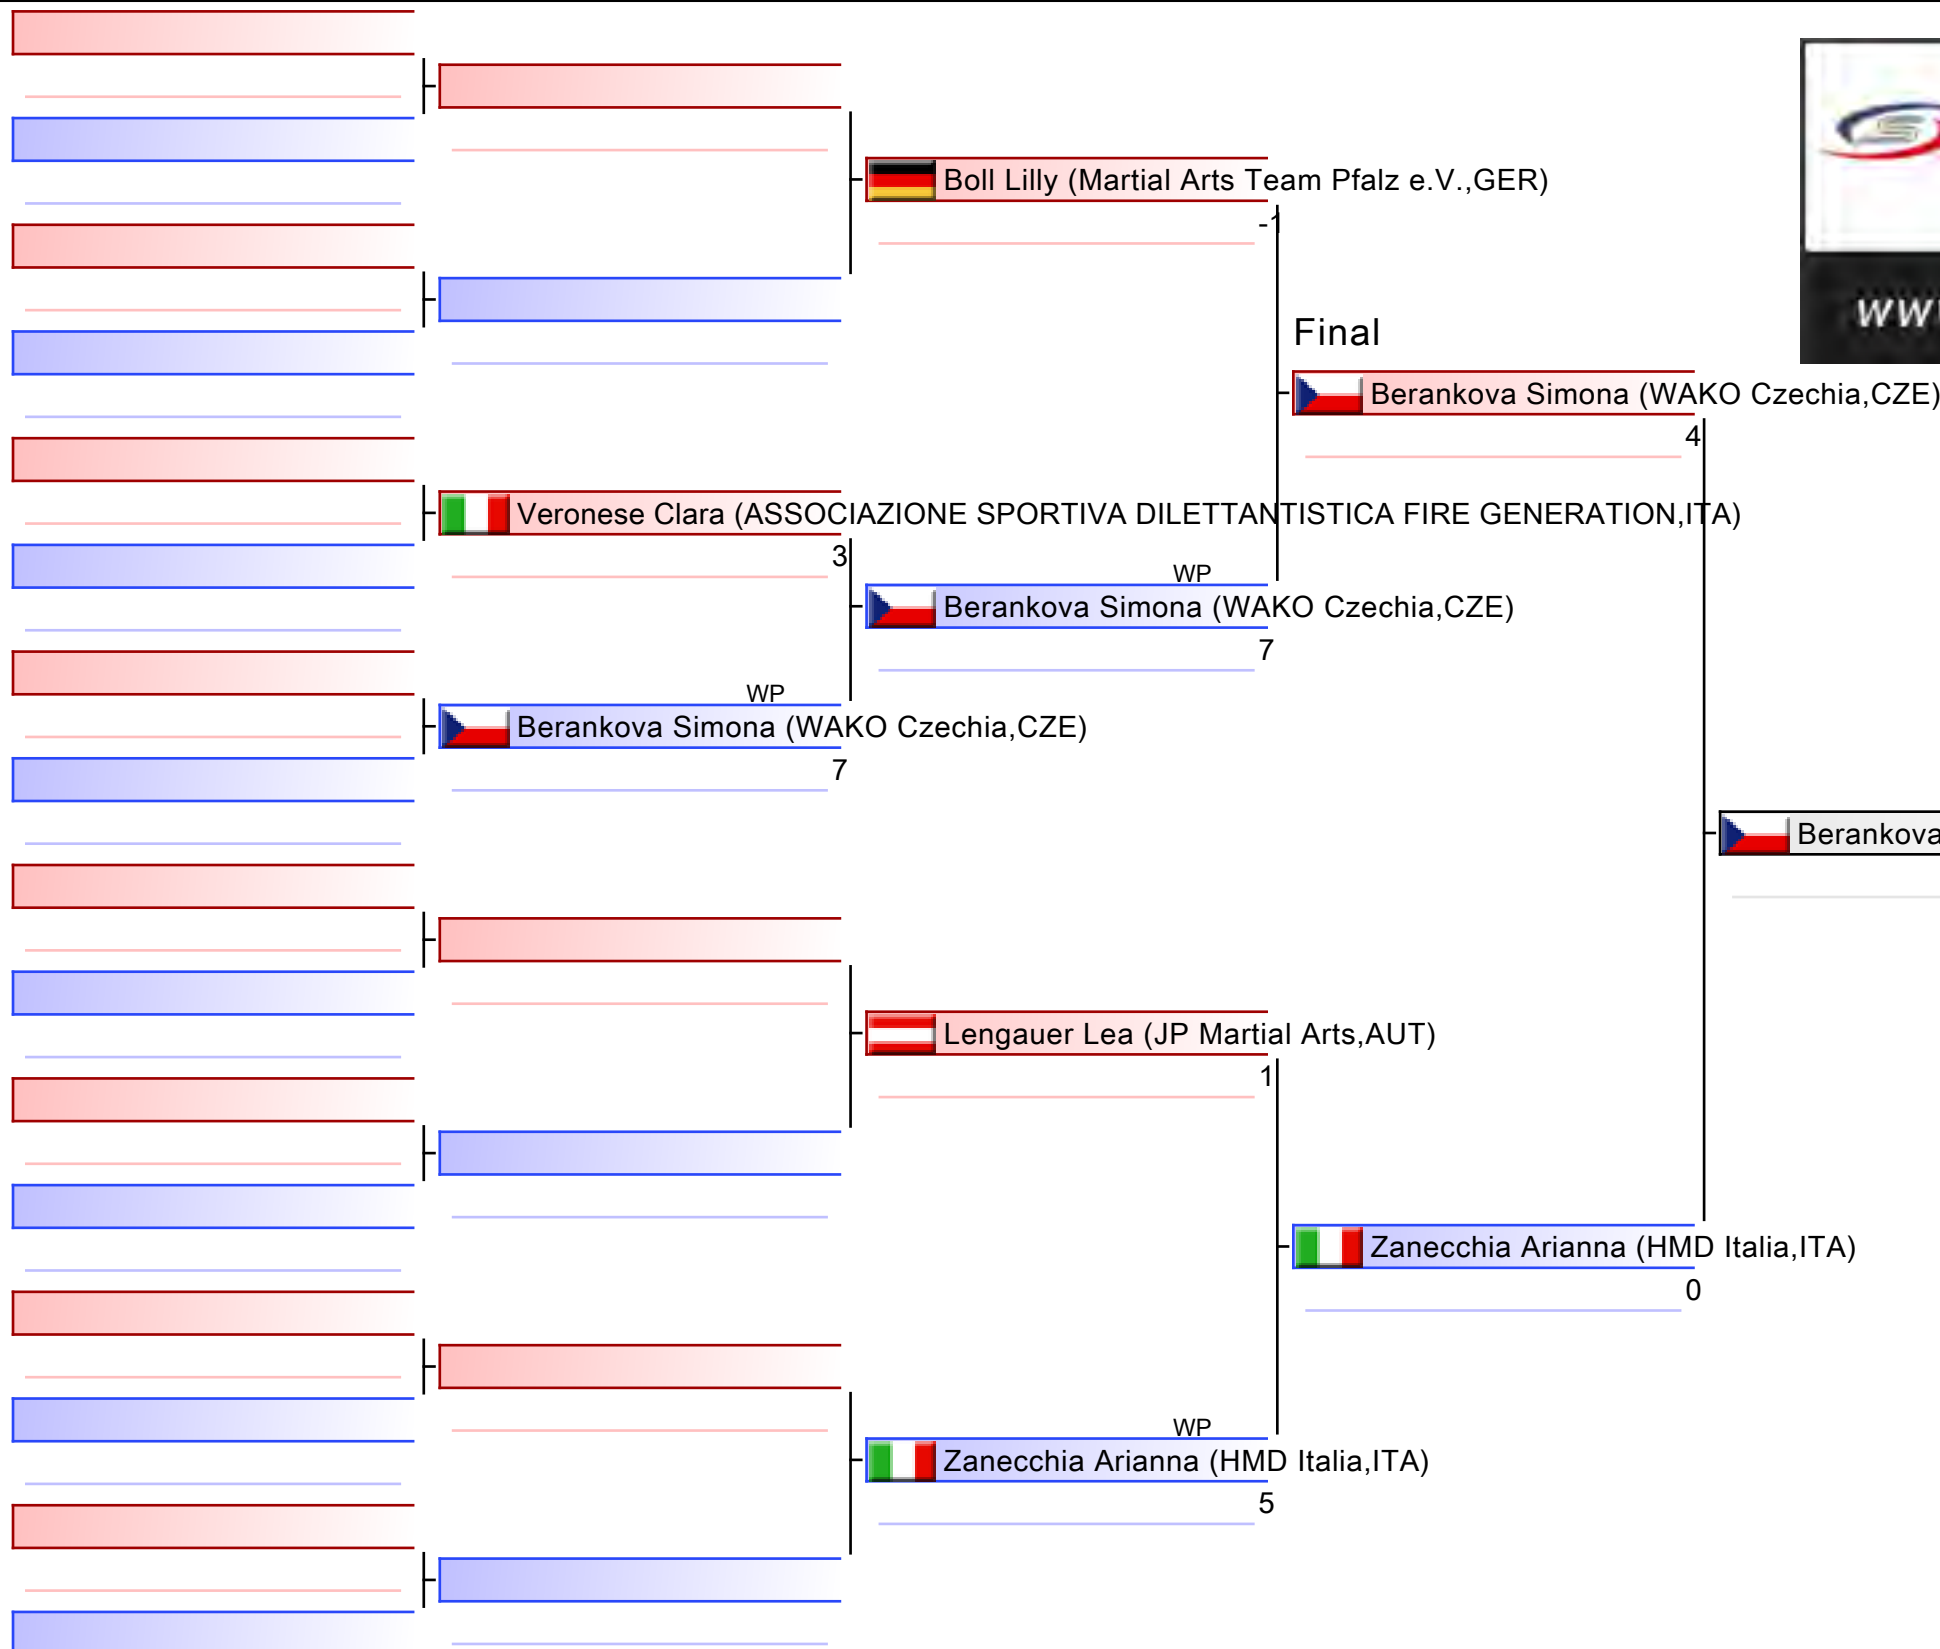 Boll Lilly (Martial Arts Team Pfalz e.V.,GER)
-1
Final
Berankova Simona (WAKO Czechia,CZE)
4
Veronese Clara (ASSOCIAZIONE SPORTIVA DILETTANTISTICA FIRE GENERATION,ITA)
3
WP
Berankova Simona (WAKO Czechia,CZE)
7
WP
Berankova Simona (WAKO Czechia,CZE)
7
Berankova
Lengauer Lea (JP Martial Arts,AUT)
1
Zanecchia Arianna (HMD Italia,ITA)
0
WP
Zanecchia Arianna (HMD Italia,ITA)
5